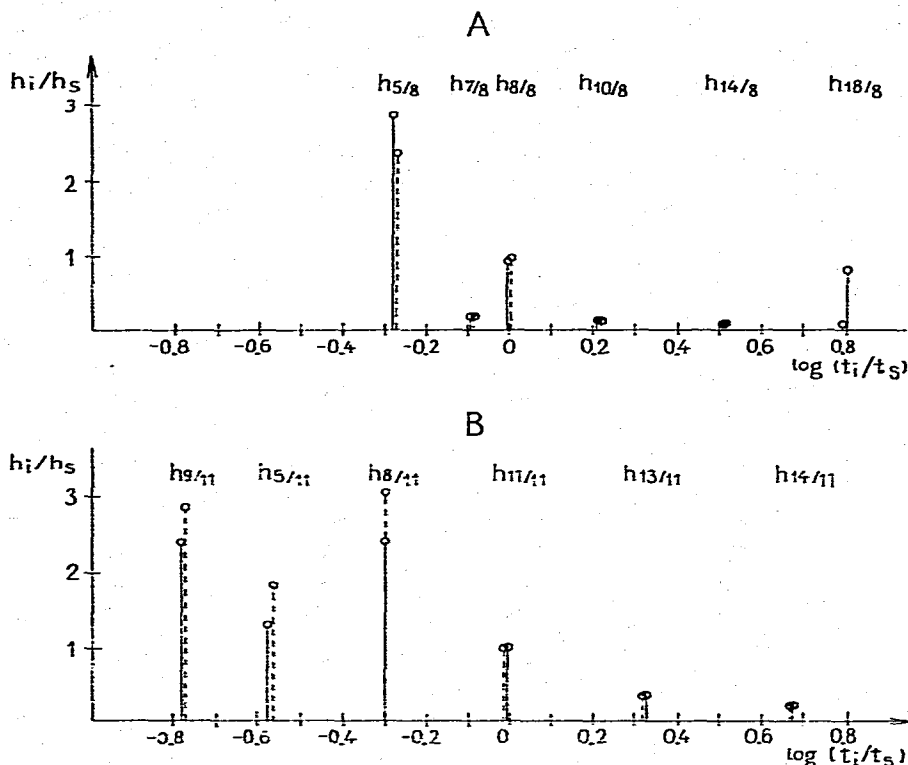 A
hi/hs
h5/8 h7/8 h8/8 h10/8 h14/8 h18/8
3
2
1
-0.8 -0.6 -0.4 -0.2 0 0.2 0.4 0.6 0.8
log (ti/ts)
B
hi/hs
h9/11 h5/11 h8/11 h11/11 h13/11 h14/11
3
2
1
-3.8 -0.6 -0.4 -0.2 0 0.2 0.4 0.6 0.8
log (ti/ts)